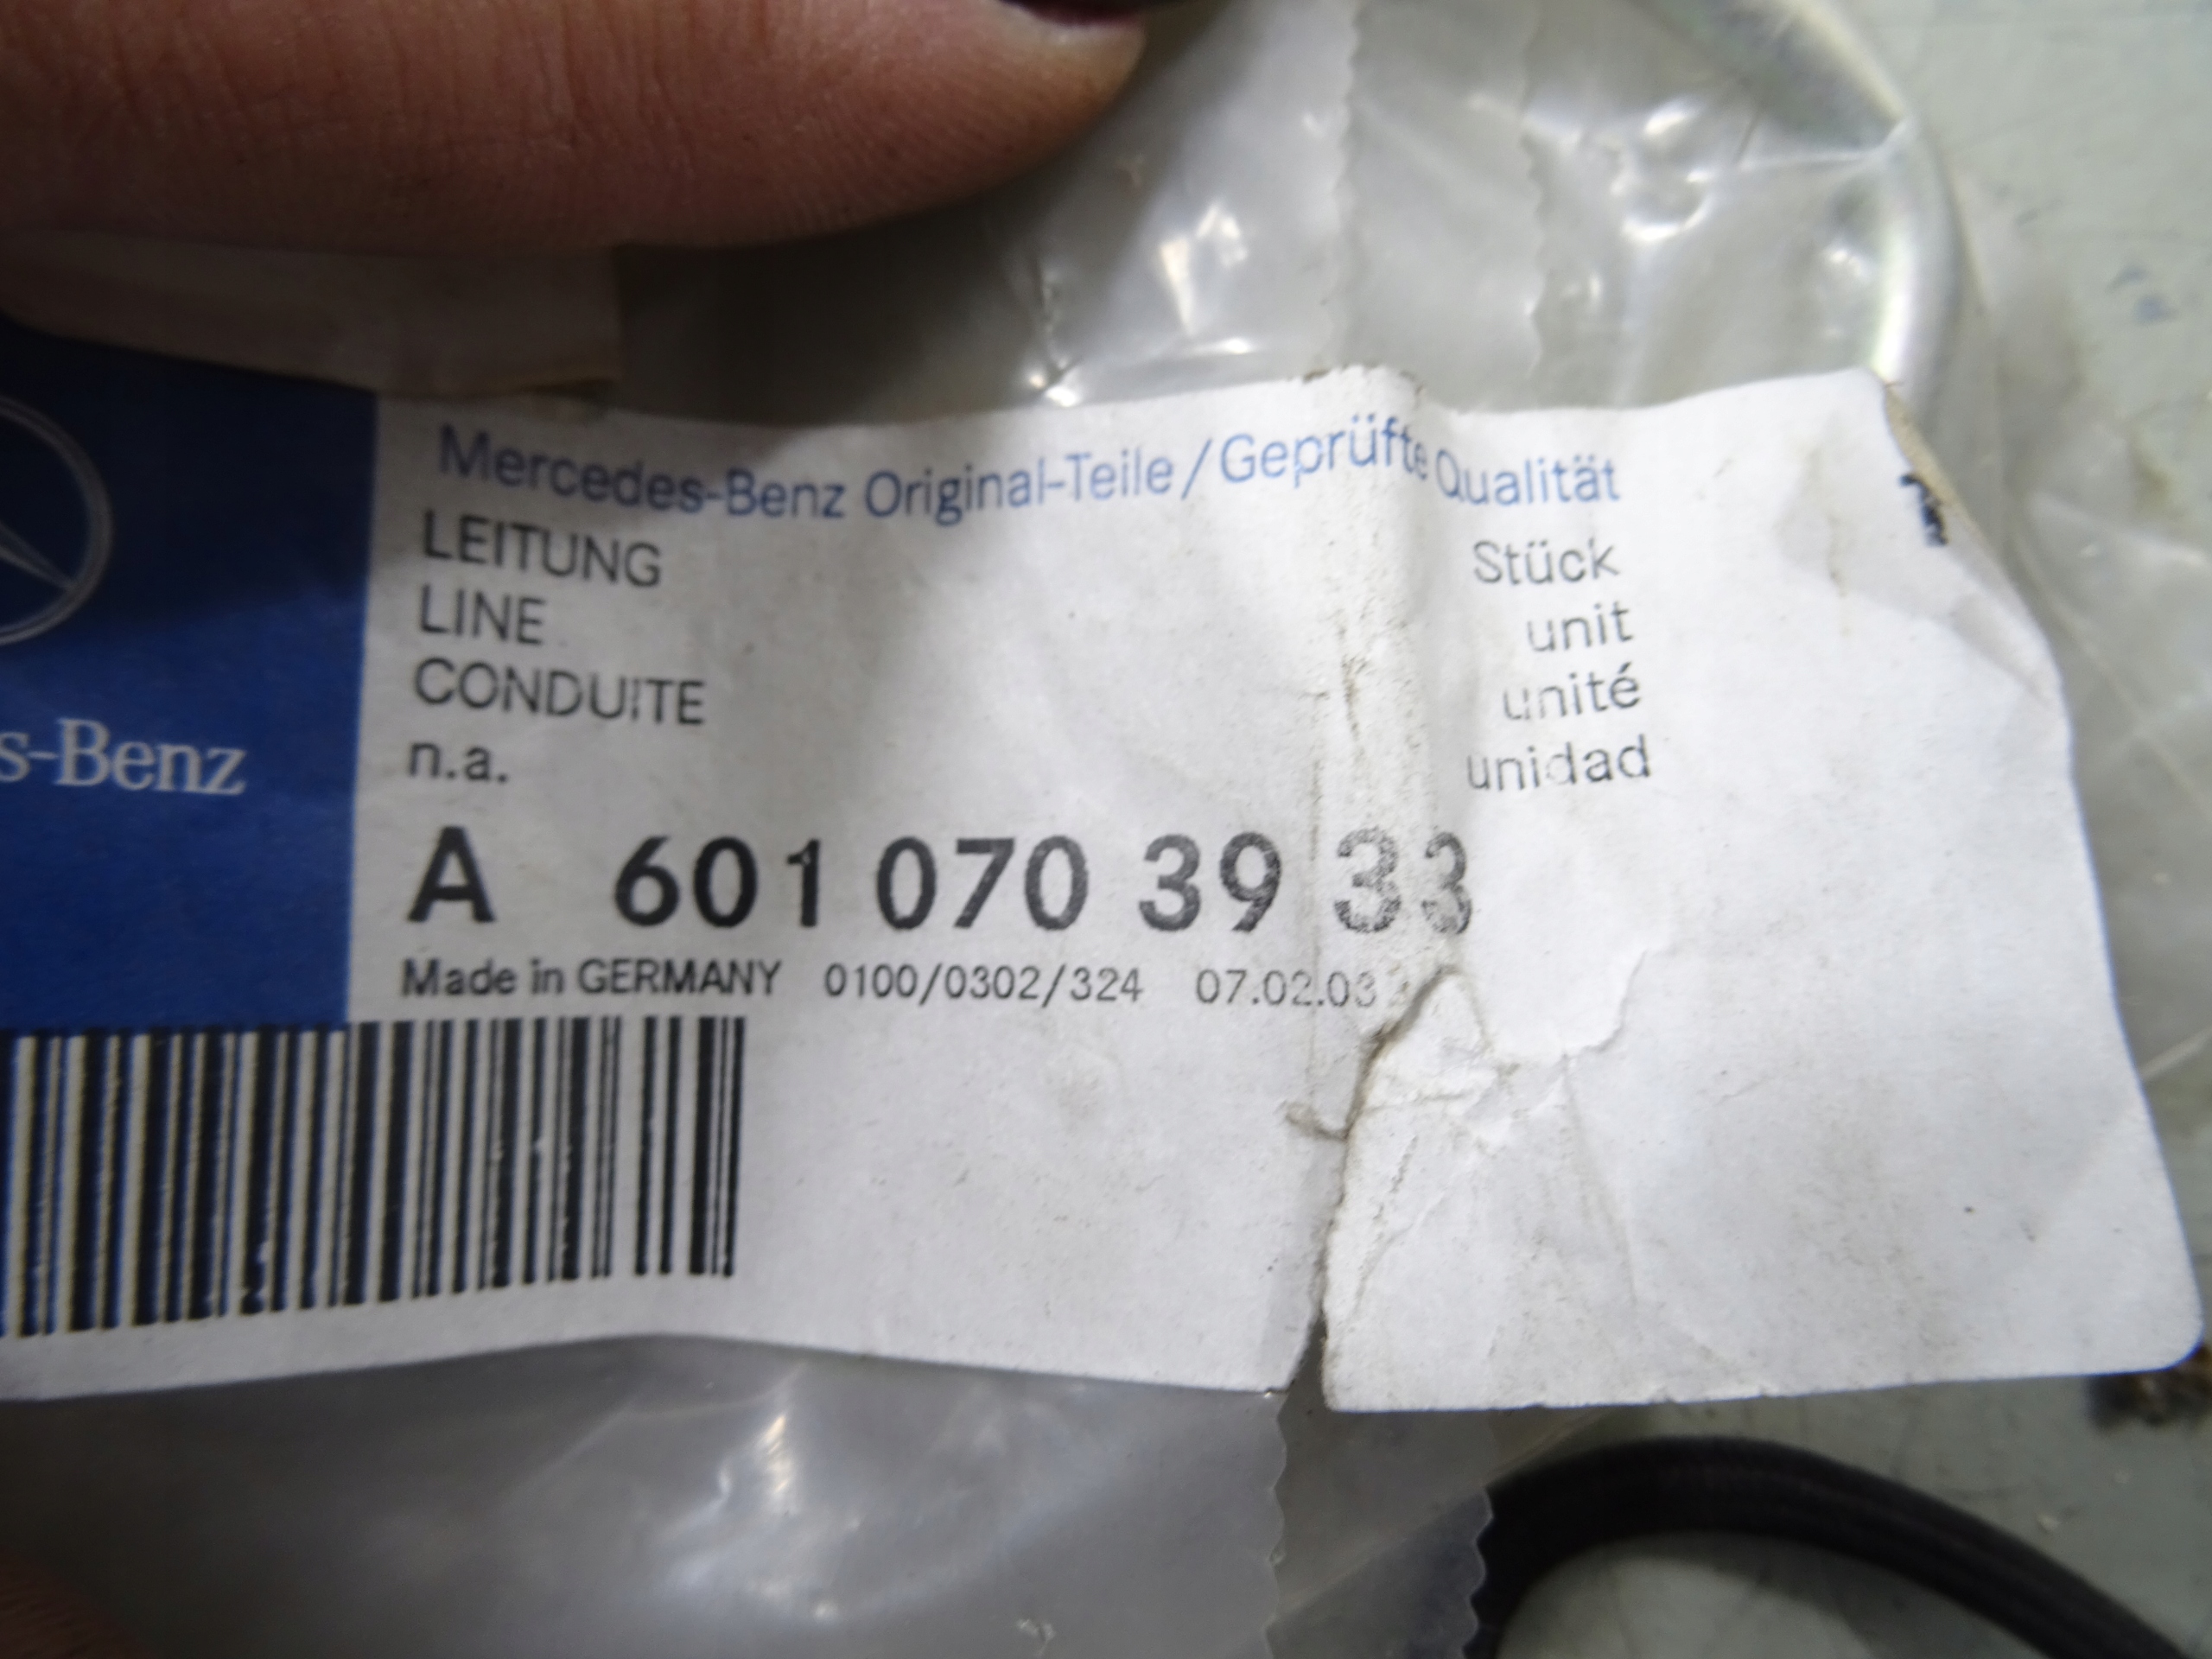 Mercedes-Benz Original-Teile/Geprüfte Qualität
LEITUNG
LINE
CONDUITE
n.a.
Stück
unit
unité
unidad
s-Benz
A 601 070 39 33
Made in GERMANY 0100/0302/324 07.02.03